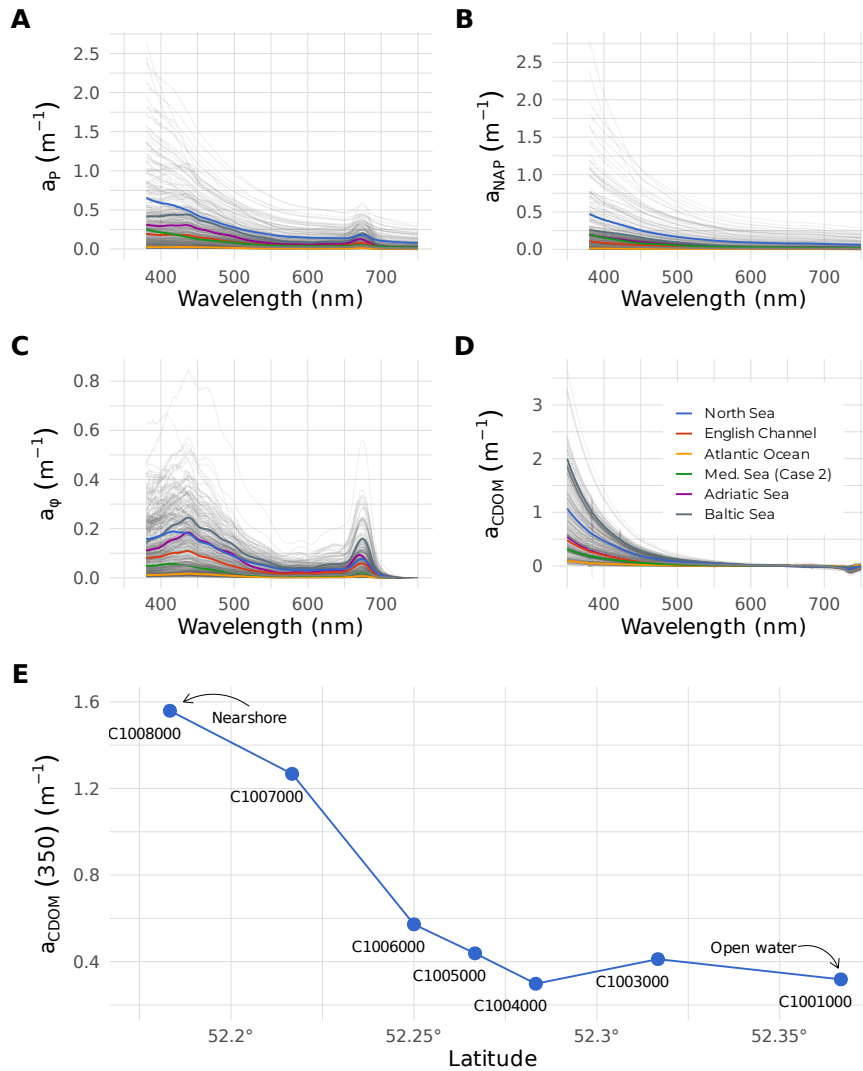 A
B
2.5
2.0
1.5
1.0
0.5
0.0
aP (m−1)
400 500 600 700
Wavelength (nm)
2.5
2.0
1.5
1.0
0.5
0.0
aNAP (m−1)
400 500 600 700
Wavelength (nm)
C
D
0.8
0.6
0.4
0.2
0.0
aφ (m−1)
400 500 600 700
Wavelength (nm)
3
2
1
0
aCDOM (m−1)
North Sea
English Channel
Atlantic Ocean
Med. Sea (Case 2)
Adriatic Sea
Baltic Sea
400 500 600 700
Wavelength (nm)
E
1.6
1.2
0.8
0.4
aCDOM (350) (m−1)
Nearshore
C1008000
C1007000
C1006000
C1005000
C1004000
C1003000
Open water
C1001000
52.2° 52.25° 52.3° 52.35°
Latitude